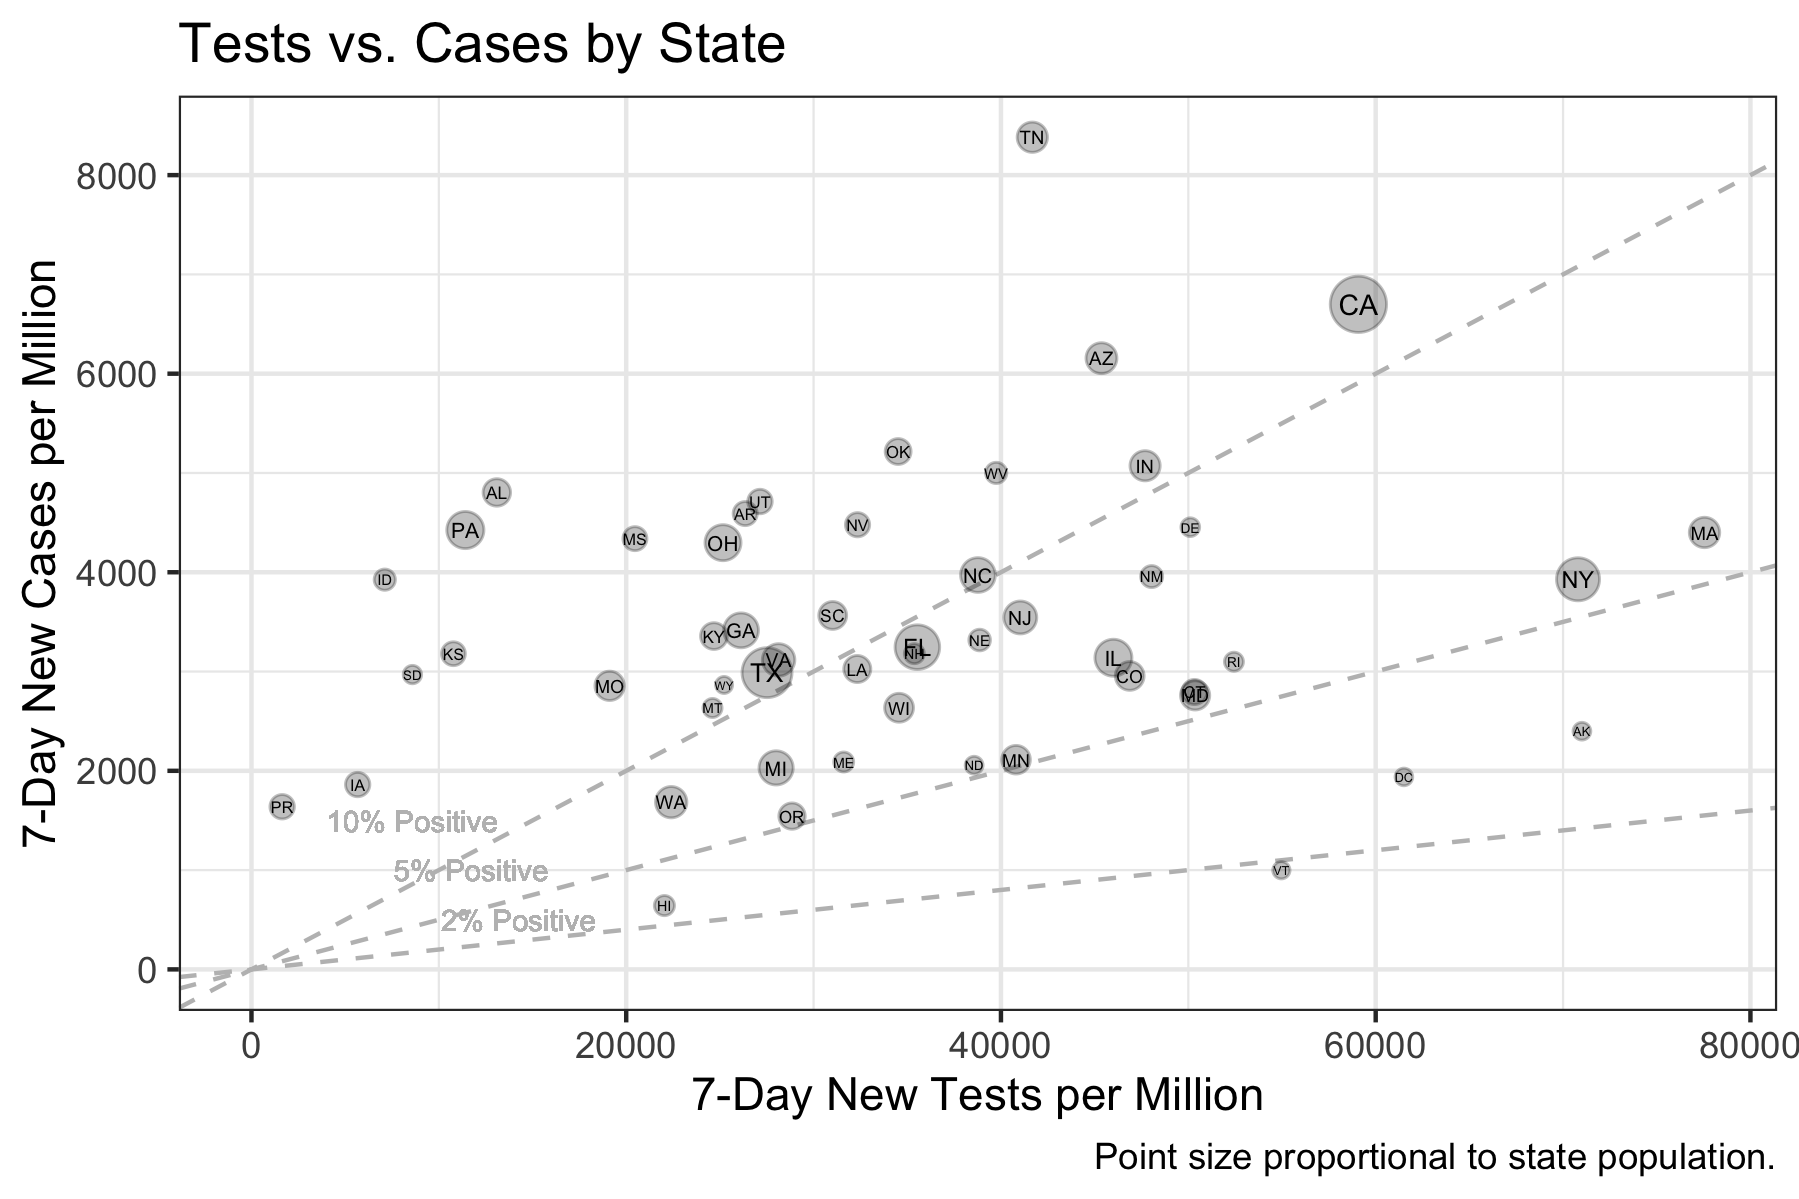 Tests vs. Cases by State
7-Day New Cases per Million
8000
6000
4000
2000
0
TN
CA
AZ
OK
WV
IN
AL
UT
AR
NV
DE
PA
MS
OH
MA
ID
NC
NM
NY
SC
NJ
KY
GA
NE
FL
NH
KS
VA
IL
RI
SD
TX
LA
CO
MO
WY
CT
MD
MT
WI
AK
MI
ME
ND
MN
DC
IA
PR
WA
OR
10% Positive
5% Positive
VT
HI
2% Positive
0
20000
40000
60000
80000
7-Day New Tests per Million
Point size proportional to state population.